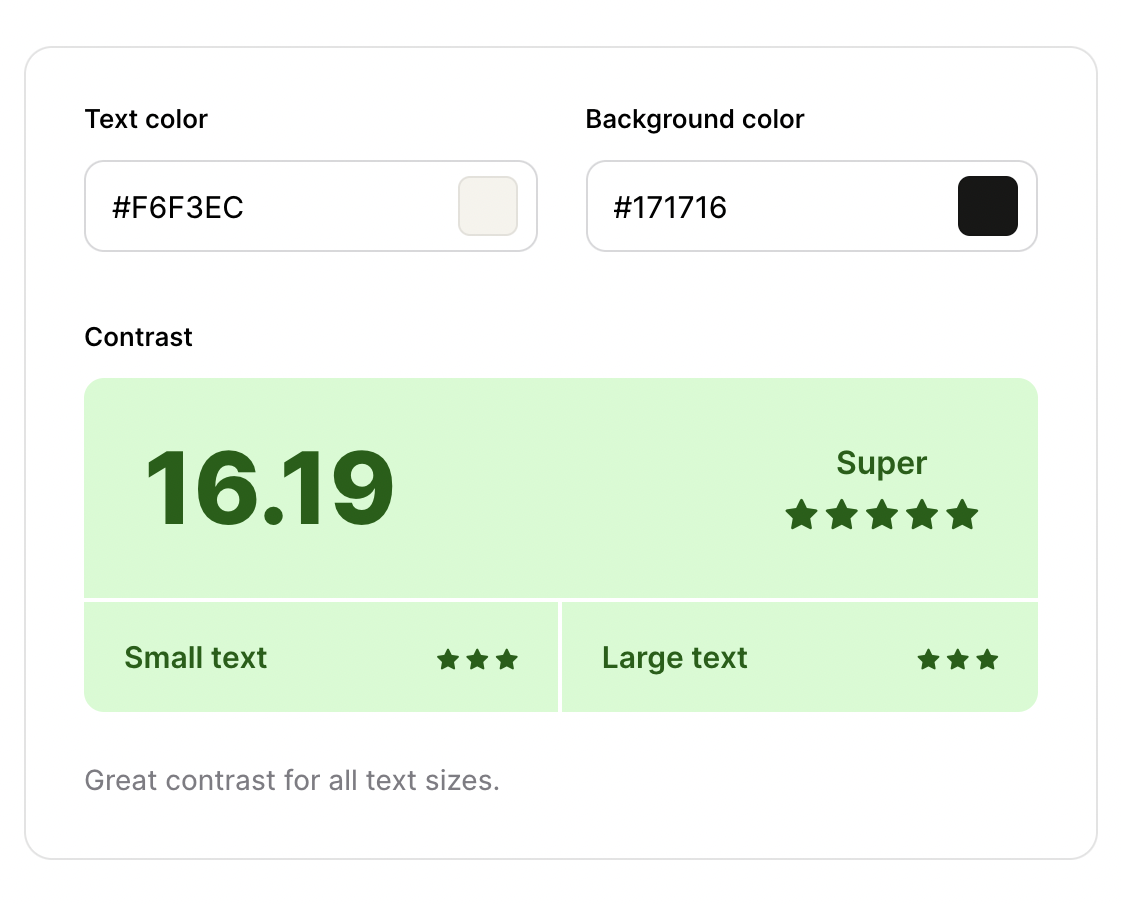 Text color
Background color
#F6F3EC
#171716
Contrast
16.19
Super
Small text
Large text
Great contrast for all text sizes.